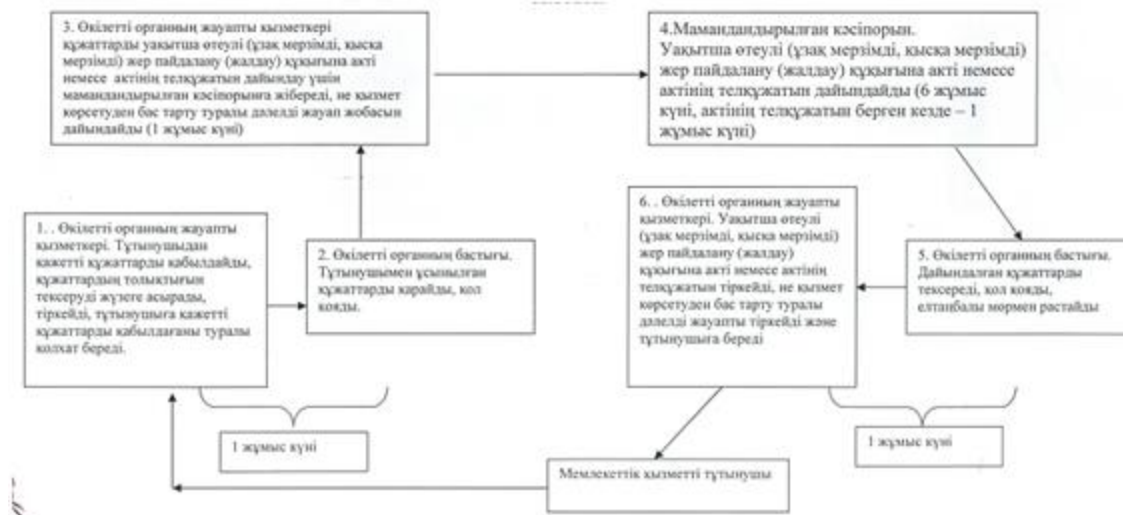 3. Өкілетті органның жауапты қызметкері
құжаттарды уақытша өтеулі (ұзақ мерзімді, қысқа
мерзімді) жер пайдалану (жалдау) құқығына акті
немесе актінің телқұжатын дайындау үшін
мамандандырылған кәсіпорынға жібереді, не қызмет
көрсетуден бас тарту туралы дәлелді жауап жобасын
дайындайды (1 жұмыс күні)
4.Мамандандырылған кәсіпорын.
Уақытша өтеулі (ұзақ мерзімді, қысқа мерзімді)
жер пайдалану (жалдау) құқығына акті немесе
актінің телқұжатын дайындайды (6 жұмыс
күні, актінің телқұжатын берген кезде – 1
жұмыс күні)
1. . Өкілетті органның жауапты
қызметкері. Тұтынушыдан
қажетті құжаттарды қабылдайды,
құжаттардың толықтығын
тексеруді жүзеге асырады,
тіркейді, тұтынушыға қажетті
құжаттарды қабылдағаны туралы
қолхат береді.
2. Өкілетті органның бастығы.
Тұтынушымен ұсынылған
құжаттарды қарайды, қол
қояды.
6. . Өкілетті органның жауапты
қызметкері. Уақытша өтеулі
(ұзақ мерзімді, қысқа мерзімді)
жер пайдалану (жалдау)
құқығына акті немесе актінің
телқұжатын тіркейді, не қызмет
көрсетуден бас тарту туралы
дәлелді жауапты тіркейді және
тұтынушыға береді
5. Өкілетті органның бастығы.
Дайындалған құжаттарды
тексереді, қол қояды,
елтаңбалы мөрмен растайды
1 жұмыс күні
1 жұмыс күні
Мемлекеттік қызметті тұтынушы